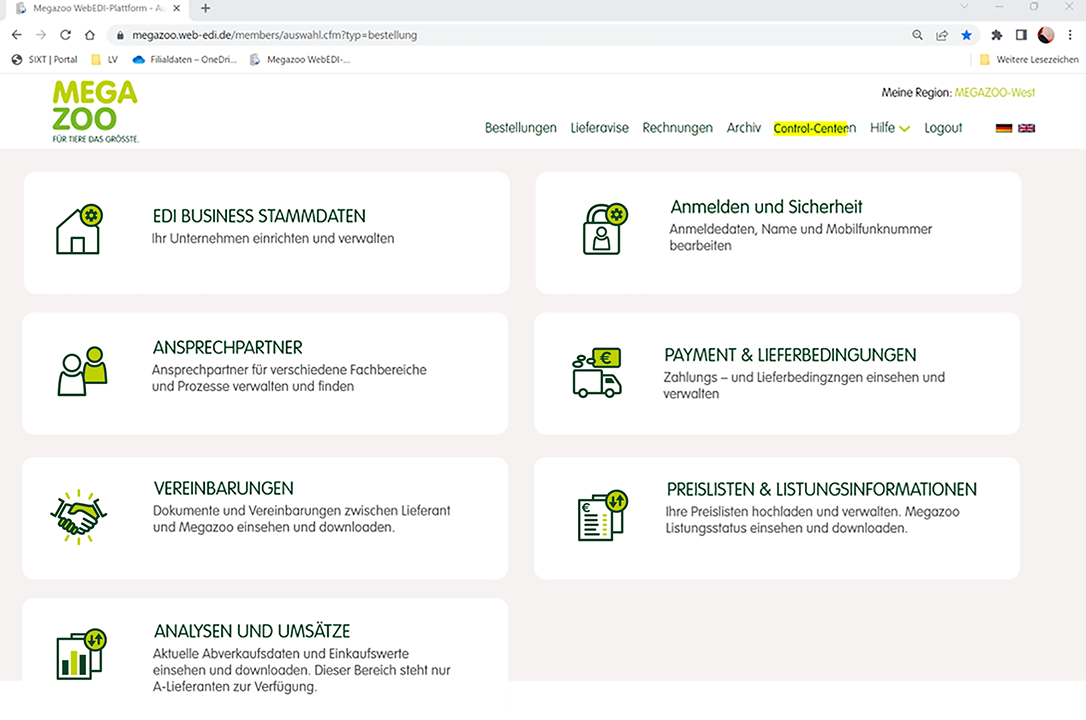 Megazoo WebEDI-Plattform - Au
megazoo.web-edi.de/members/auswahl.cfm?typ=bestellung
SIXT | Portal
LV
Filialdaten – OneDri...
Megazoo WebEDI-...
Weitere Lesezeichen
MEGA
ZOO
FÜR TIERE DAS GRÖSSTE.
Meine Region: MEGAZOO-West
Bestellungen Lieferavise Rechnungen Archiv Control-Centern Hilfe Logout
EDI BUSINESS STAMMDATEN
Ihr Unternehmen einrichten und verwalten
Anmelden und Sicherheit
Anmeldedaten, Name und Mobilfunknummer
bearbeiten
ANSPRECHPARTNER
Ansprechpartner für verschiedene Fachbereiche
und Prozesse verwalten und finden
€
PAYMENT & LIEFERBEDINGUNGEN
Zahlungs – und Lieferbedingzngen einsehen und
verwalten
VEREINBARUNGEN
Dokumente und Vereinbarungen zwischen Lieferant
und Megazoo einsehen und downloaden.
€
PREISLISTEN & LISTUNGSINFORMATIONEN
Ihre Preislisten hochladen und verwalten. Megazoo
Listungsstatus einsehen und downloaden.
ANALYSEN UND UMSÄTZE
Aktuelle Abverkaufsdaten und Einkaufswerte
einsehen und downloaden. Dieser Bereich steht nur
A-Lieferanten zur Verfügung.